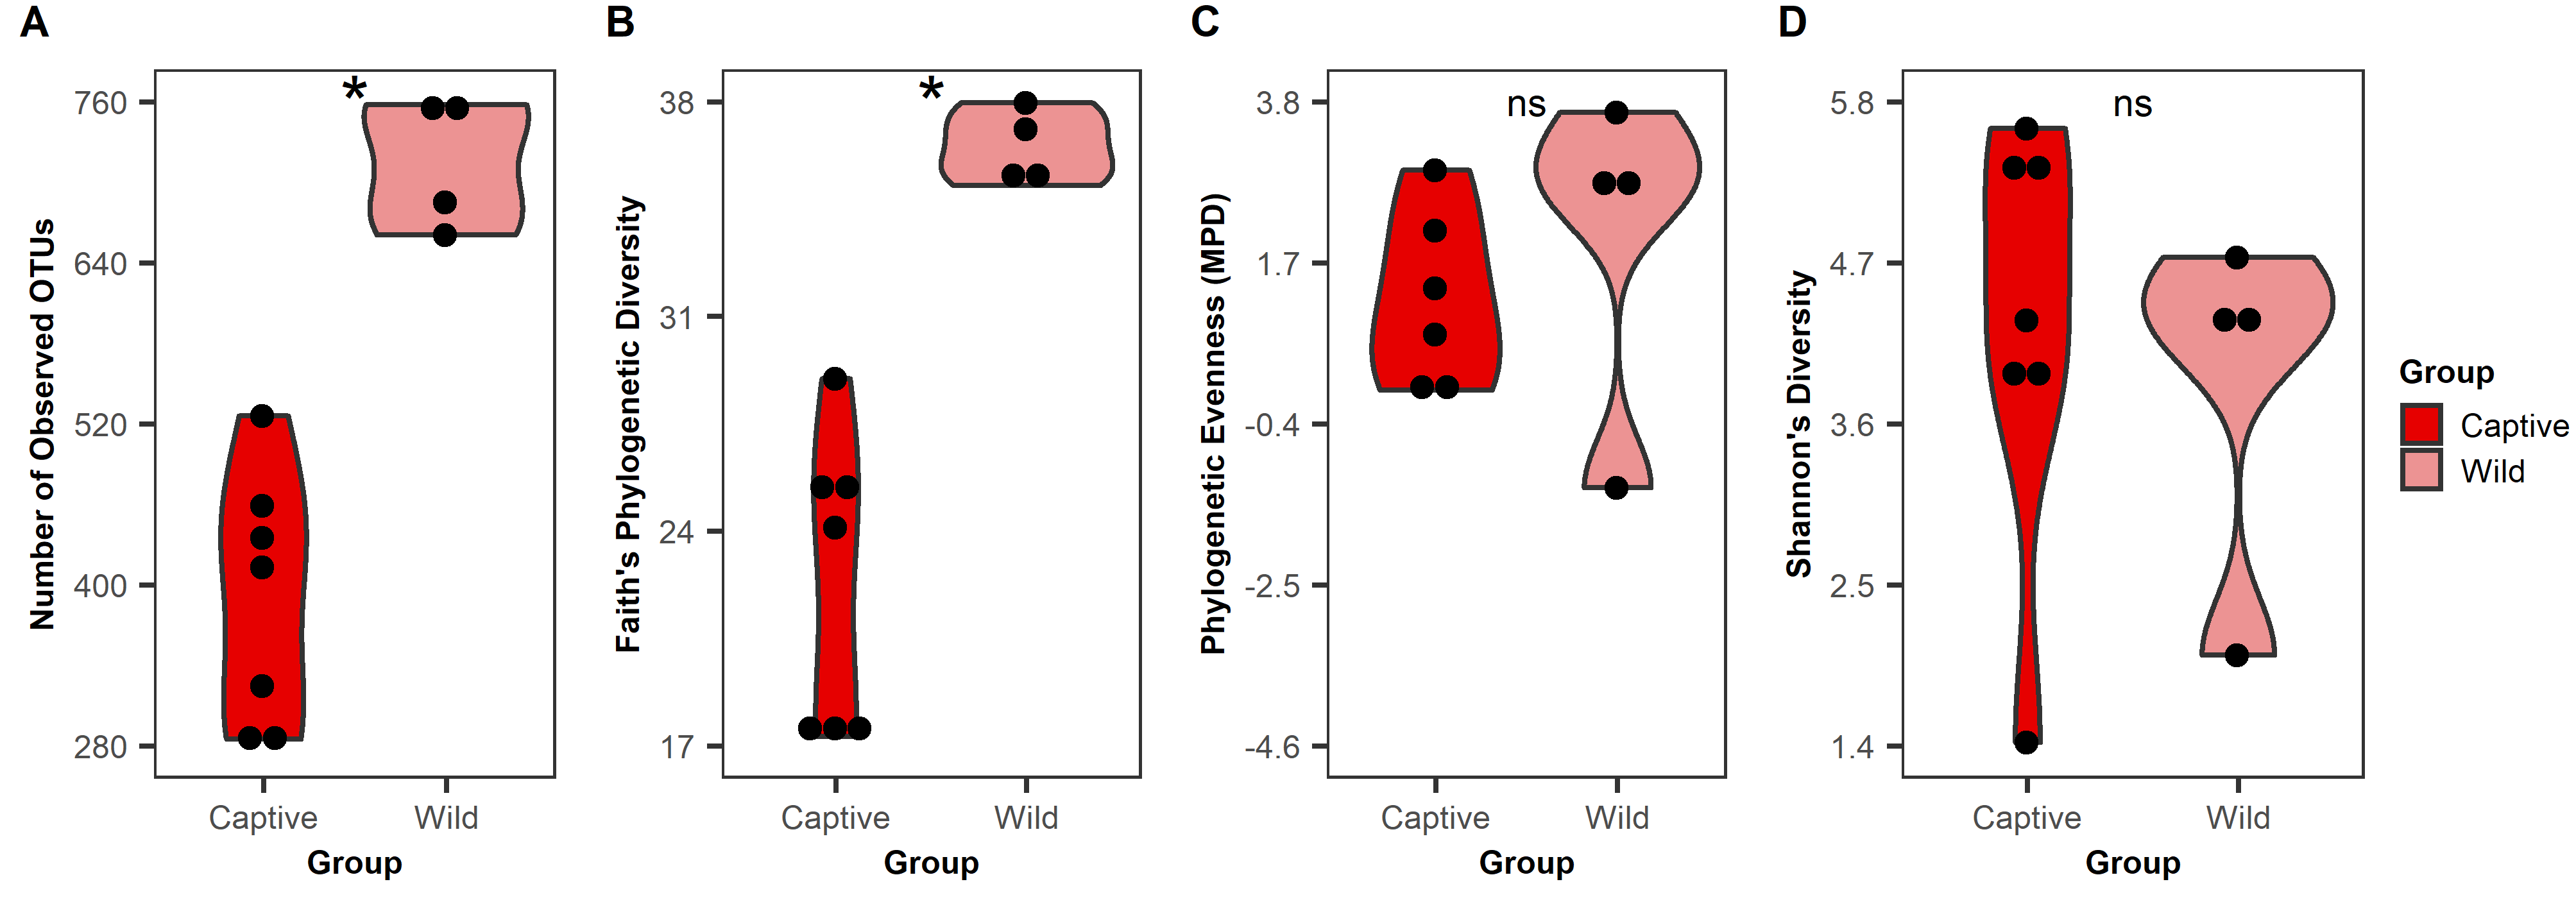 A
B
C
D
Number of Observed OTUs
760
640
520
400
280
*
Captive
Wild
Group
Faith's Phylogenetic Diversity
38
31
24
17
*
Captive
Wild
Group
Phylogenetic Evenness (MPD)
3.8
1.7
-0.4
-2.5
-4.6
ns
Captive
Wild
Group
Shannon's Diversity
5.8
4.7
3.6
2.5
1.4
ns
Captive
Wild
Group
Group
Captive
Wild